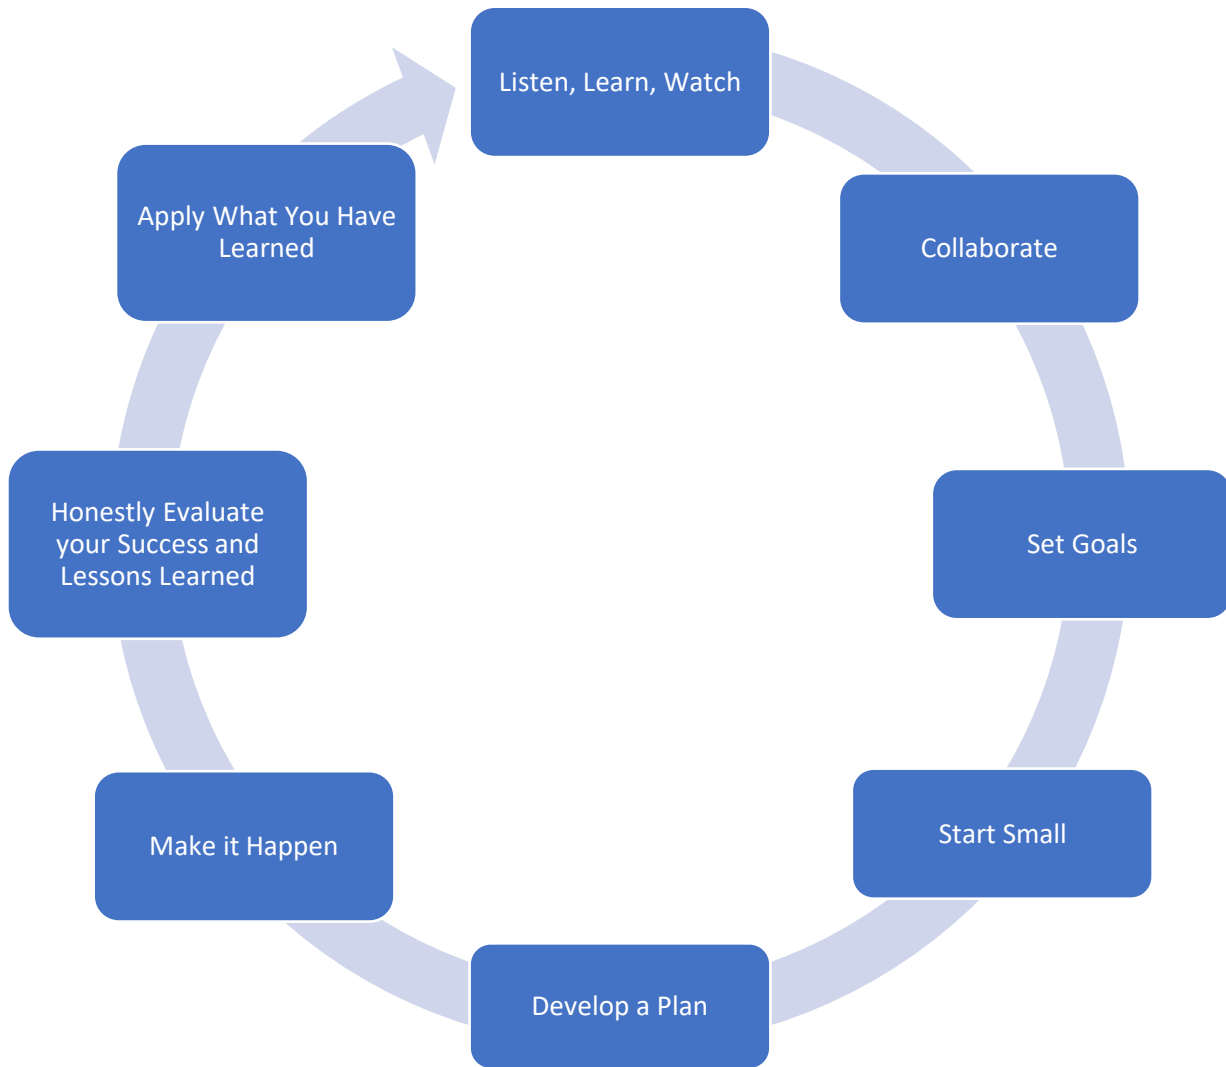 Listen, Learn, Watch
Collaborate
Set Goals
Start Small
Develop a Plan
Make it Happen
Honestly Evaluate
your Success and
Lessons Learned
Apply What You Have
Learned